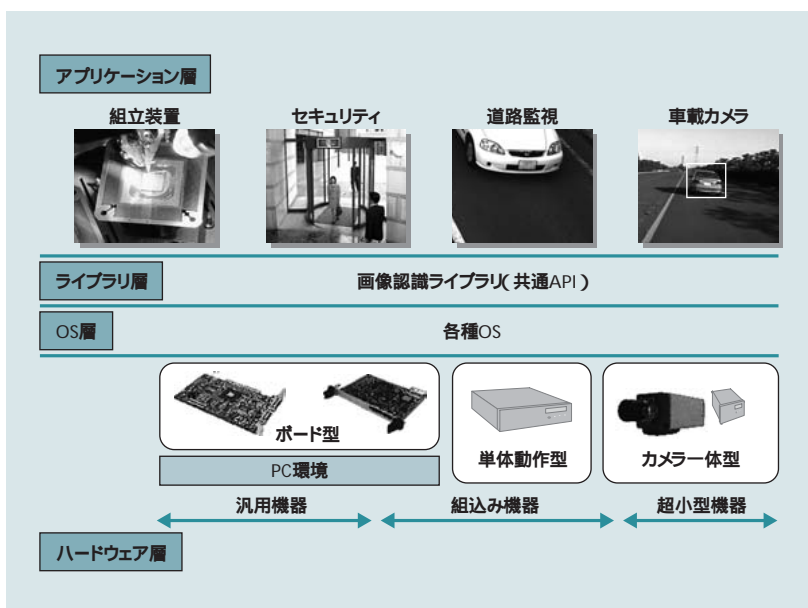 アプリケーション層
組立装置 セキュリティ 道路監視 車載カメラ
ライブラリ層 画像認識ライブラリ(共通API)
OS層 各種OS
ボード型 単体動作型 カメラ一体型
PC環境
汎用機器 組込み機器 超小型機器
ハードウェア層